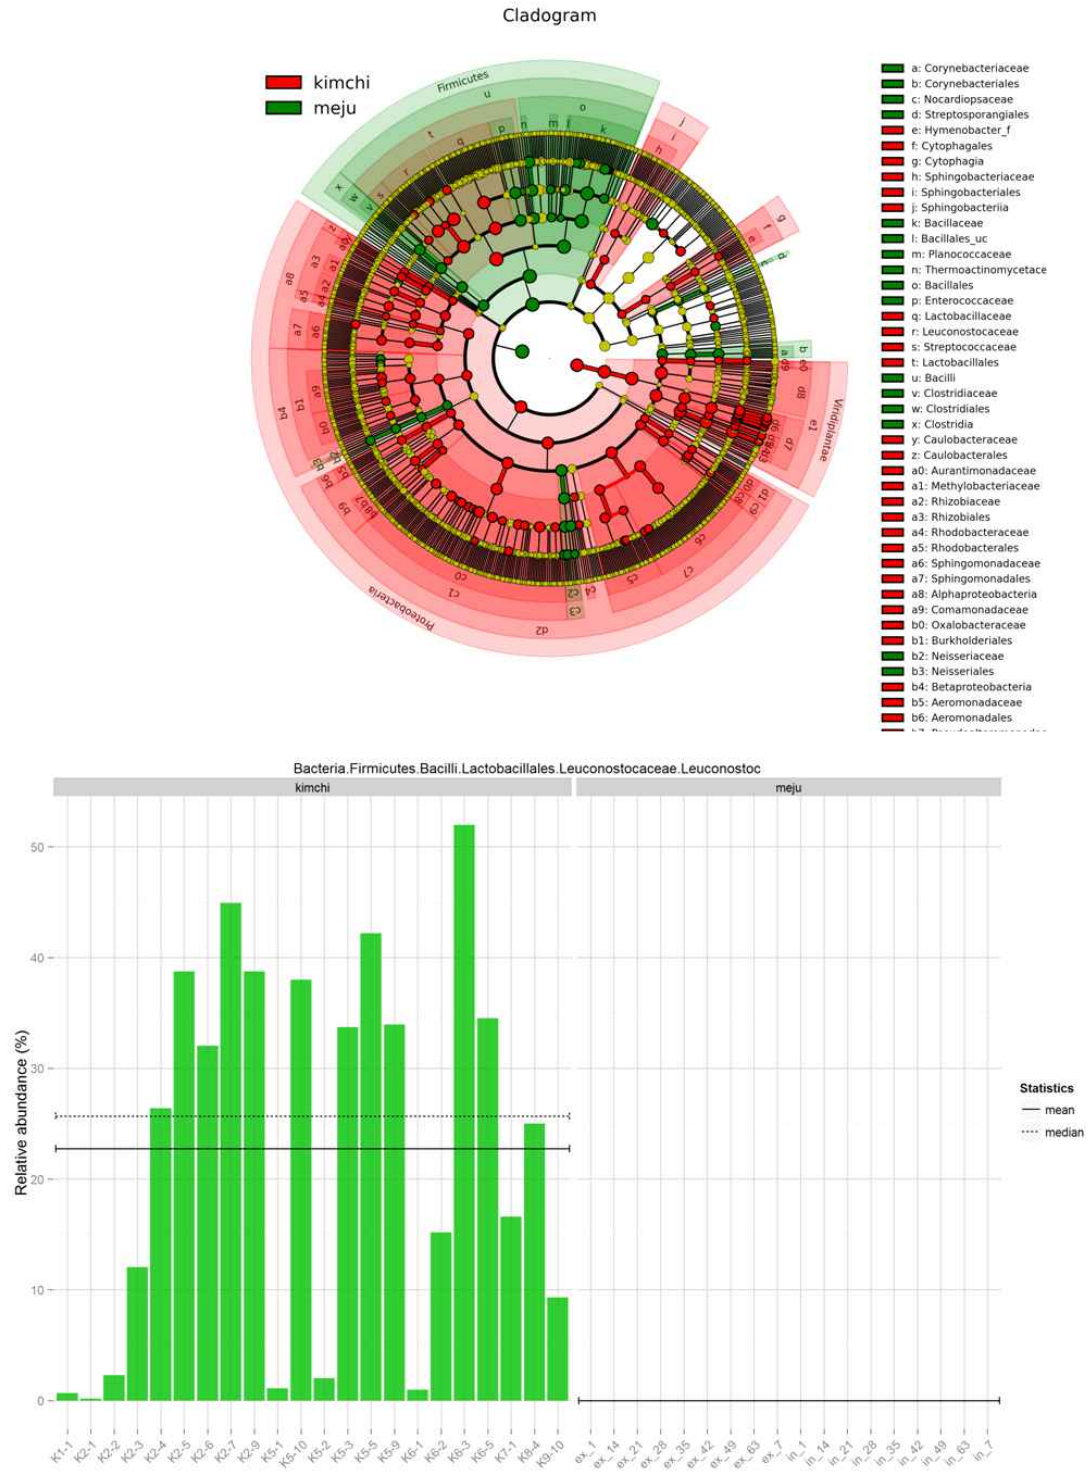 Cladogram
kimchi
meju
Firmicutes
Viridiplantae
Proteobacteria
a: Corynebacteriaceae
b: Corynebacteriales
c: Nocardiopsaceae
d: Streptosporangiales
e: Hymenobacter_f
f: Cytophagales
g: Cytophagia
h: Sphingobacteriaceae
i: Sphingobacteriales
j: Sphingobacteriia
k: Bacillaceae
l: Bacillales_uc
m: Planococcaceae
n: Thermoactinomycetace
o: Bacillales
p: Enterococcaceae
q: Lactobacillaceae
r: Leuconostocaceae
s: Streptococcaceae
t: Lactobacillales
u: Bacilli
v: Clostridiaceae
w: Clostridiales
x: Clostridia
y: Caulobacteraceae
z: Caulobacterales
a0: Aurantimonadaceae
a1: Methylobacteriaceae
a2: Rhizobiaceae
a3: Rhizobiales
a4: Rhodobacteraceae
a5: Rhodobacterales
a6: Sphingomonadaceae
a7: Sphingomonadales
a8: Alphaproteobacteria
a9: Comamonadaceae
b0: Oxalobacteraceae
b1: Burkholderiales
b2: Neisseriaceae
b3: Neisseriales
b4: Betaproteobacteria
b5: Aeromonadaceae
b6: Aeromonadales
Bacteria.Firmicutes.Bacilli.Lactobacillales.Leuconostocaceae.Leuconostoc
kimchi meju
Relative abundance (%)
50
40
30
20
10
0
Statistics
mean
median
K1-1 K2-1 K2-2 K2-3 K2-4 K2-5 K2-6 K2-7 K2-9 K5-1 K5-10 K5-2 K5-3 K5-5 K5-9 K6-1 K6-2 K6-3 K6-5 K7-1 K8-4 K9-10 ex_1 ex_14 ex_21 ex_28 ex_35 ex_42 ex_49 ex_63 ex_7 in_1 in_14 in_21 in_28 in_35 in_42 in_49 in_63 in_7